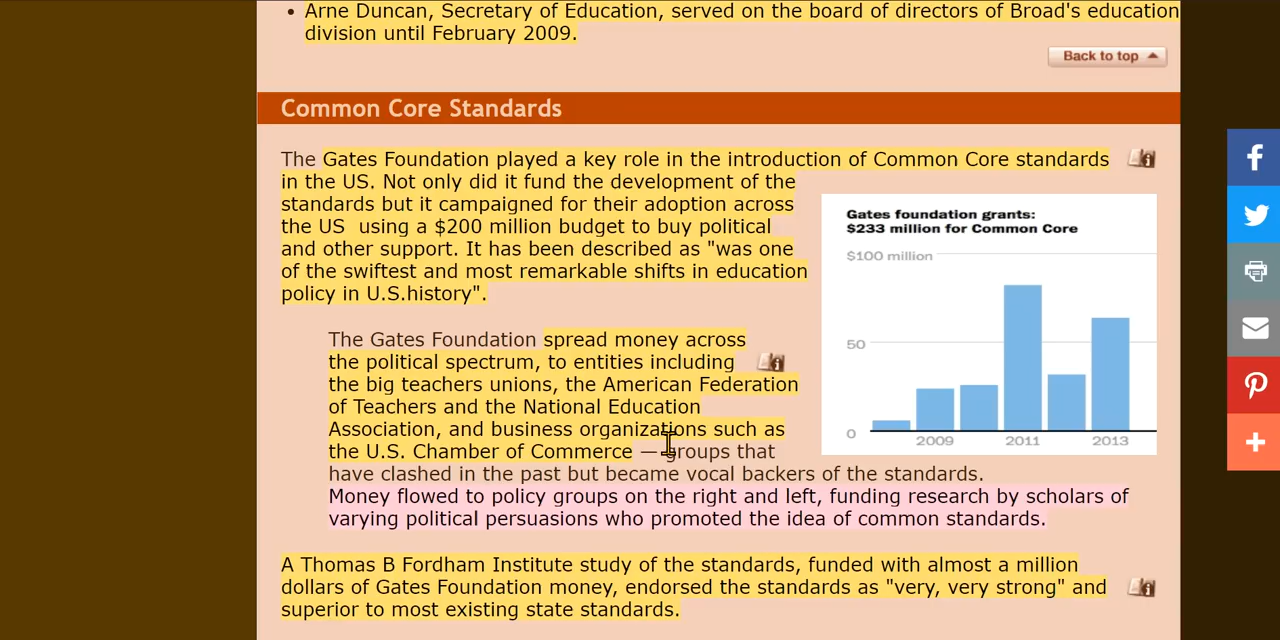 Arne Duncan, Secretary of Education, served on the board of directors of Broad's education
division until February 2009.
Back to top
Common Core Standards
The Gates Foundation played a key role in the introduction of Common Core standards
in the US. Not only did it fund the development of the
standards but it campaigned for their adoption across
the US using a $200 million budget to buy political
and other support. It has been described as "was one
of the swiftest and most remarkable shifts in education
policy in U.S.history".
Gates foundation grants:
$233 million for Common Core
$100 million
50
0
2009 2011 2013
The Gates Foundation spread money across
the political spectrum, to entities including
the big teachers unions, the American Federation
of Teachers and the National Education
Association, and business organizations such as
the U.S. Chamber of Commerce — groups that
have clashed in the past but became vocal backers of the standards.
Money flowed to policy groups on the right and left, funding research by scholars of
varying political persuasions who promoted the idea of common standards.
A Thomas B Fordham Institute study of the standards, funded with almost a million
dollars of Gates Foundation money, endorsed the standards as "very, very strong" and
superior to most existing state standards.